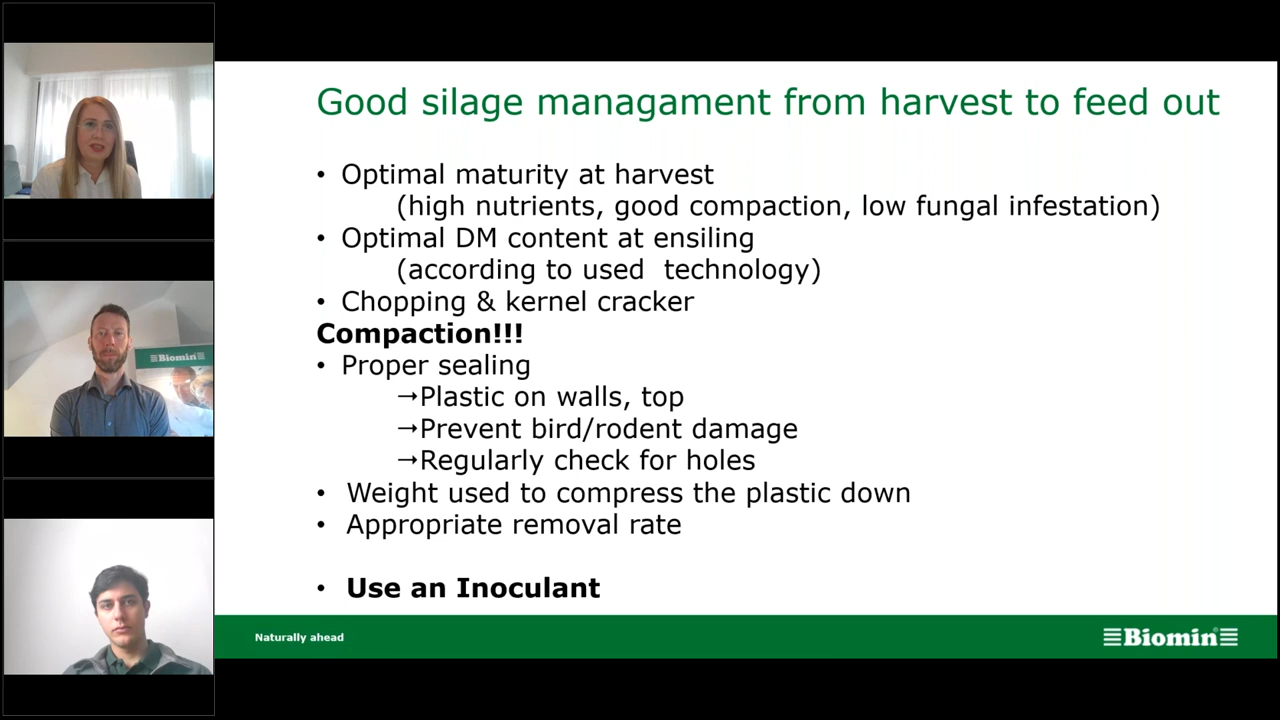 Good silage managament from harvest to feed out
• Optimal maturity at harvest
(high nutrients, good compaction, low fungal infestation)
• Optimal DM content at ensiling
(according to used technology)
• Chopping & kernel cracker
Compaction!!!
• Proper sealing
→Plastic on walls, top
→Prevent bird/rodent damage
→Regularly check for holes
• Weight used to compress the plastic down
• Appropriate removal rate
• Use an Inoculant
Naturally ahead
Biomin®
Biomin